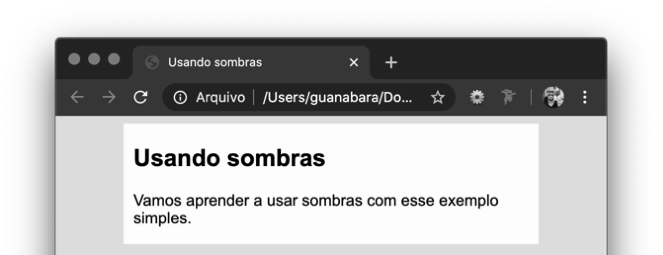 Usando sombras
Arquivo /Users/guanabara/Do...
Usando sombras
Vamos aprender a usar sombras com esse exemplo
simples.